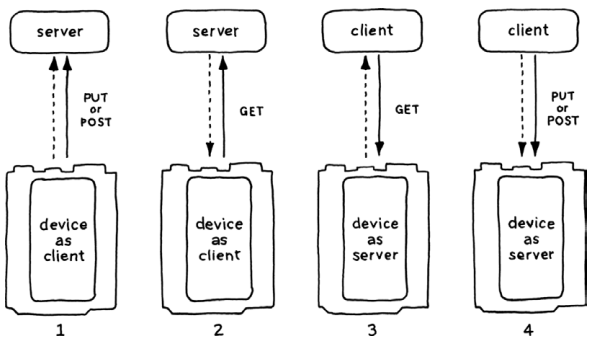 server
server
client
client
PUT
or
POST
GET
GET
PUT
or
POST
device
as
client
device
as
client
device
as
server
device
as
server
1
2
3
4